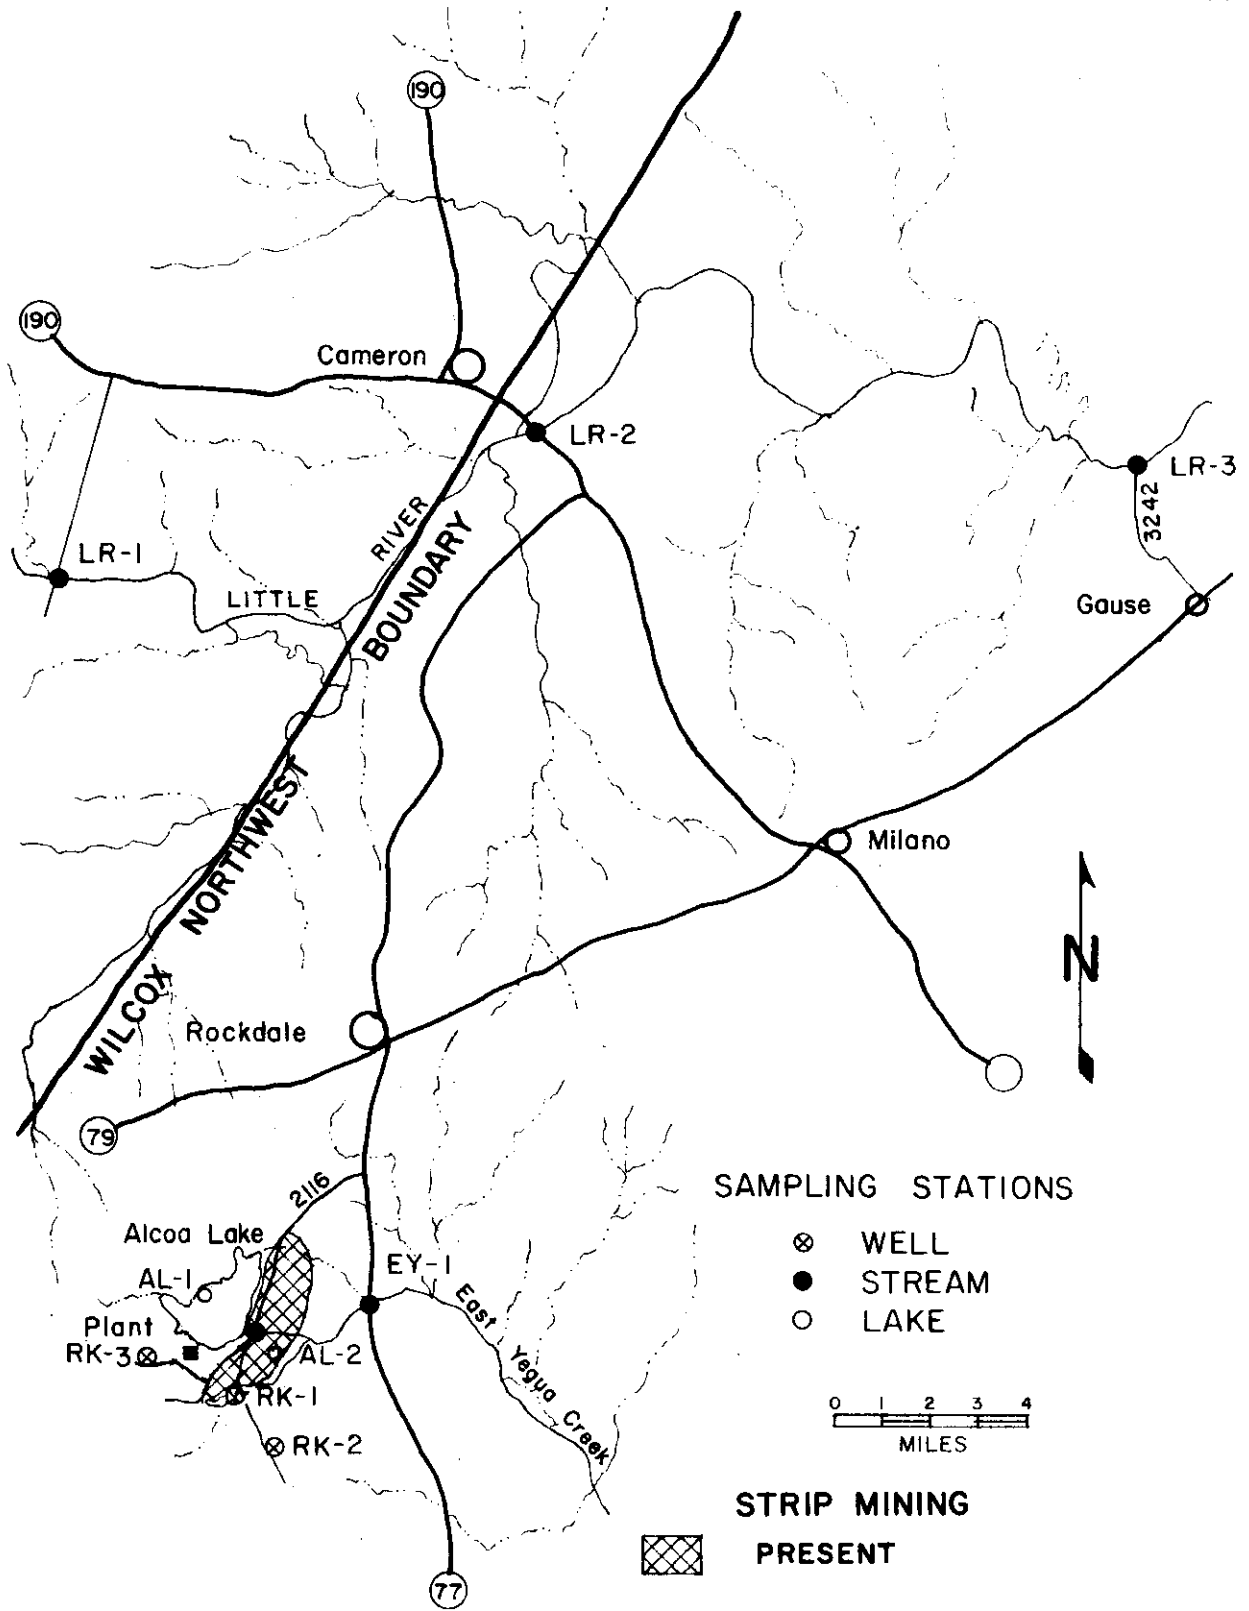 190
190
Cameron
LR-2
LR-3
3242
RIVER
LR-1
LITTLE
Gause
WILCOX NORTHWEST BOUNDARY
Milano
N
Rockdale
79
2116
SAMPLING STATIONS
WELL
STREAM
LAKE
Alcoa Lake
EY-1
AL-1
East Yegua Creek
Plant
RK-3
AL-2
RK-1
RK-2
0 1 2 3 4
MILES
STRIP MINING
PRESENT
77